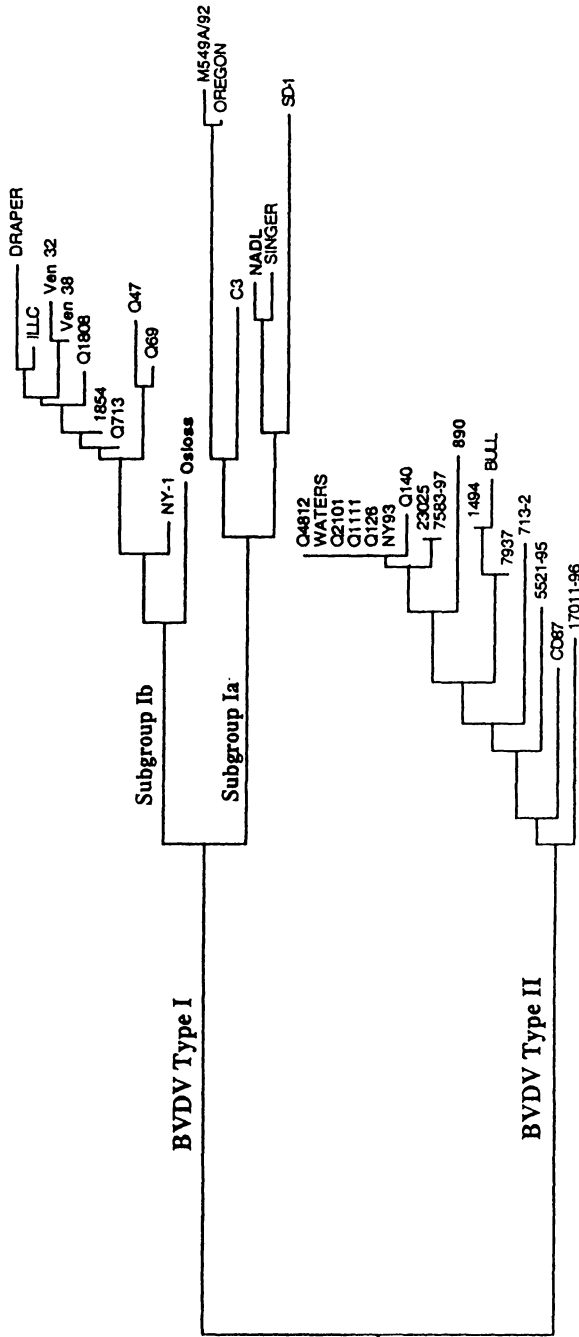 DRAPER
ILLC
Ven 32
Ven 38
Q1808
1854
Q713
Q47
Q69
NY-1
Osloss
Subgroup Ib
M549A/92
OREGON
C3
NADL
SINGER
SD-1
Subgroup Ia
BVDV Type I
Q4812
WATERS
Q2101
Q1111
Q126
NY93
Q140
23025
7583-97
890
1494
BULL
7937
713-2
5521-95
CD87
17011-96
BVDV Type II